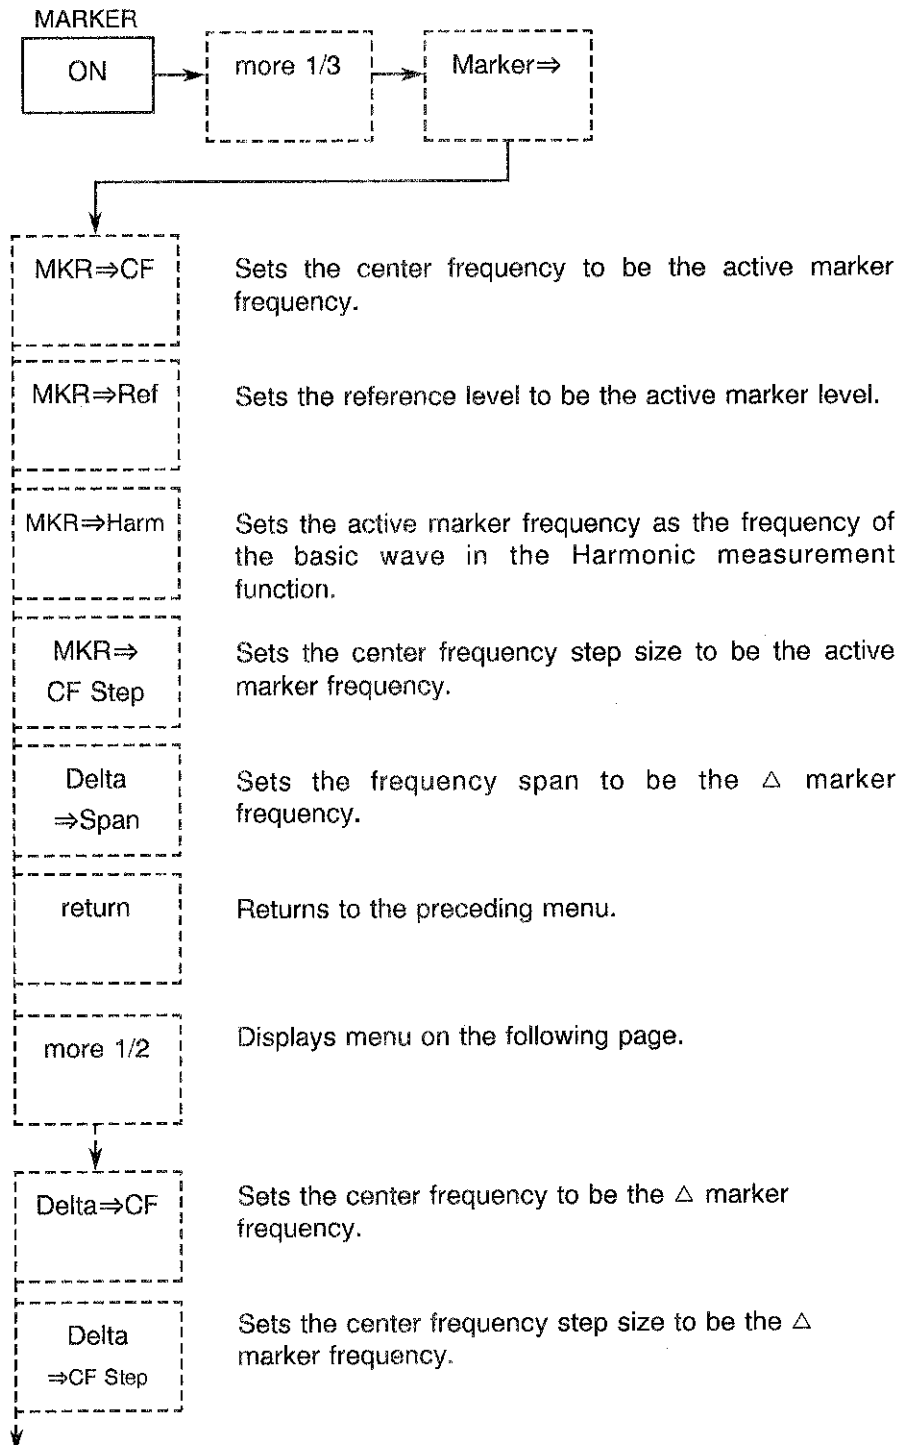 MARKER
ON
more 1/3
Marker⇒
MKR⇒CF
Sets the center frequency to be the active marker
frequency.
MKR⇒Ref
Sets the reference level to be the active marker level.
MKR⇒Harm
Sets the active marker frequency as the frequency of
the basic wave in the Harmonic measurement
function.
MKR⇒
CF Step
Sets the center frequency step size to be the active
marker frequency.
Delta
⇒Span
Sets the frequency span to be the △ marker
frequency.
return
Returns to the preceding menu.
more 1/2
Displays menu on the following page.
Delta⇒CF
Sets the center frequency to be the △ marker
frequency.
Delta
⇒CF Step
Sets the center frequency step size to be the △
marker frequency.